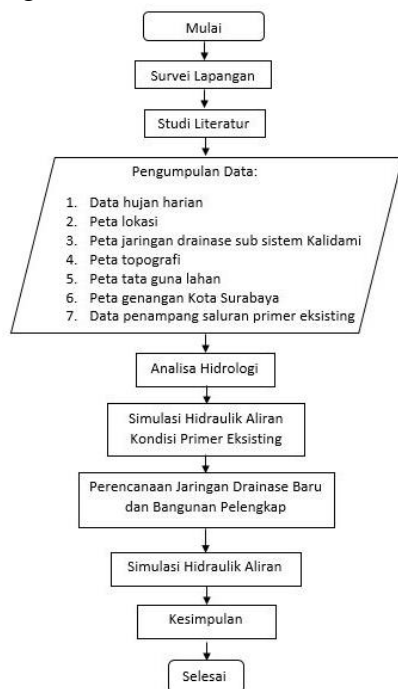 Mulai
Survei Lapangan
Studi Literatur
Pengumpulan Data:
1. Data hujan harian
2. Peta lokasi
3. Peta jaringan drainase sub sistem Kalidami
4. Peta topografi
5. Peta tata guna lahan
6. Peta genangan Kota Surabaya
7. Data penampang saluran primer eksisting
Analisa Hidrologi
Simulasi Hidraulik Aliran
Kondisi Primer Eksisting
Perencanaan Jaringan Drainase Baru
dan Bangunan Pelengkap
Simulasi Hidraulik Aliran
Kesimpulan
Selesai